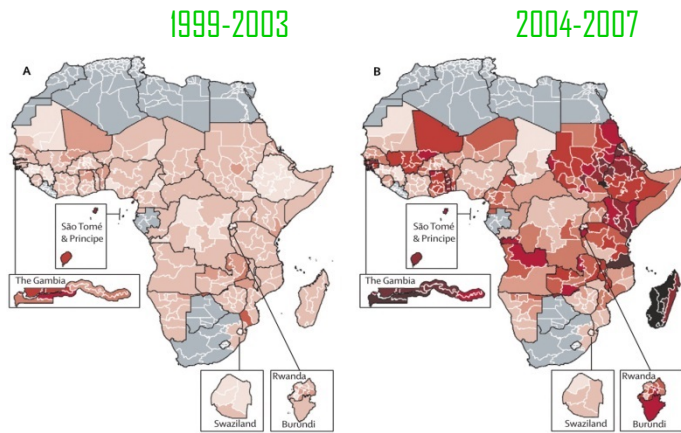 1999-2003
2004-2007
A
B
São Tomé
& Principe
São Tomé
& Principe
The Gambia
The Gambia
Rwanda
Swaziland
Burundi
Rwanda
Swaziland
Burundi